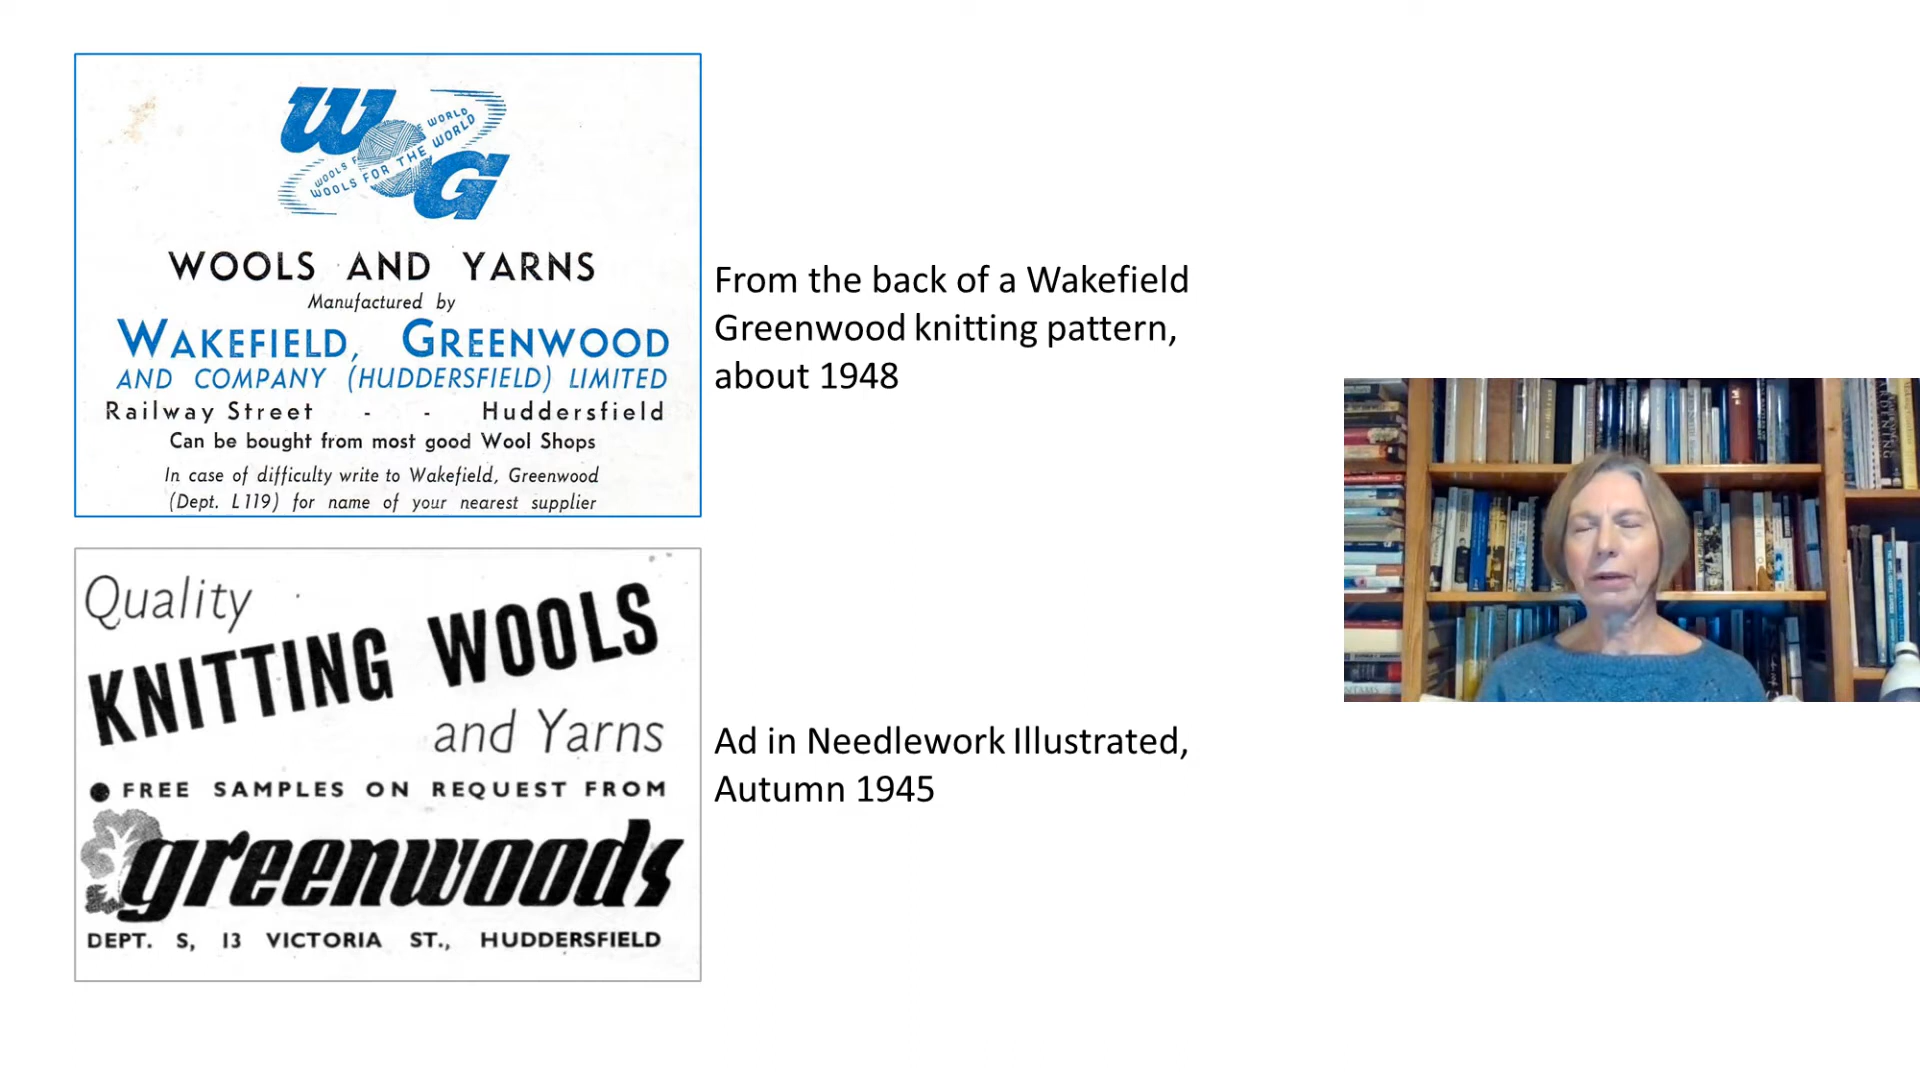 W
WOOLS F WORLD
WOOLS FOR THE WORLD
G
WOOLS AND YARNS
Manufactured by
WAKEFIELD, GREENWOOD
AND COMPANY (HUDDERSFIELD) LIMITED
Railway Street - - Huddersfield
Can be bought from most good Wool Shops
In case of difficulty write to Wakefield, Greenwood
(Dept. L119) for name of your nearest supplier
From the back of a Wakefield
Greenwood knitting pattern,
about 1948
Quality
KNITTING WOOLS
and Yarns
● FREE SAMPLES ON REQUEST FROM
greenwoods
DEPT. S, 13 VICTORIA ST., HUDDERSFIELD
Ad in Needlework Illustrated,
Autumn 1945